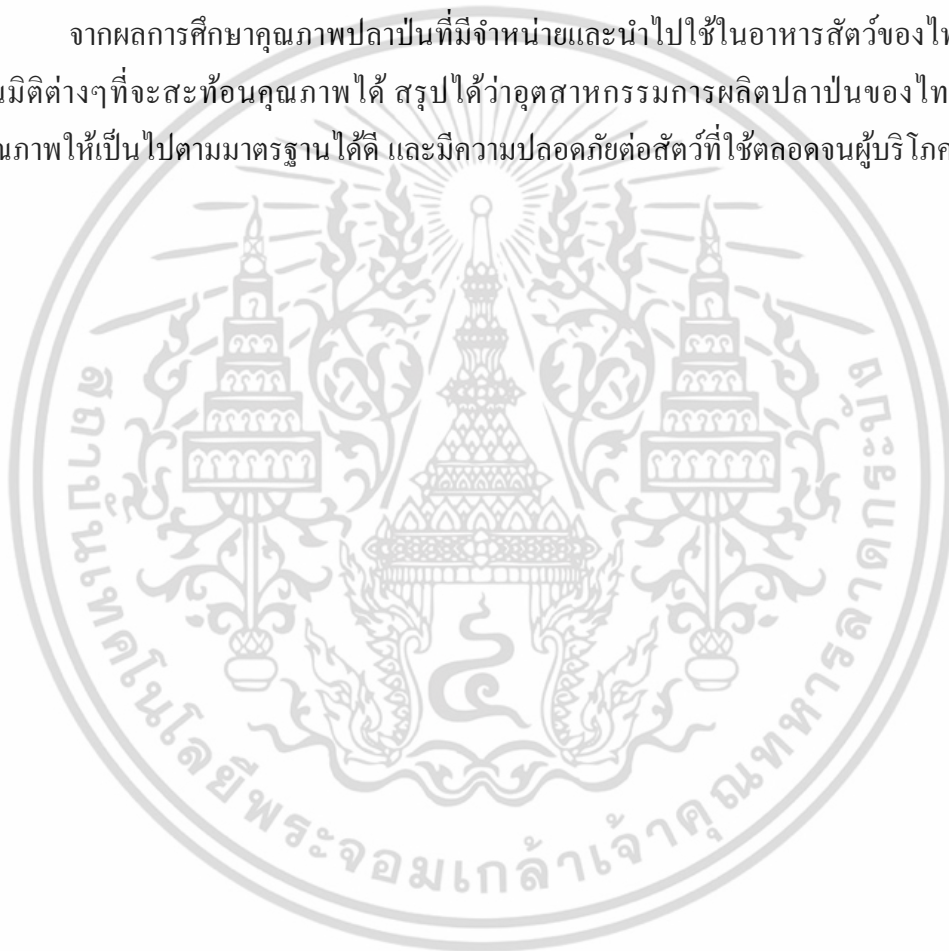 จากผลการศึกษาคุณภาพปลาป่นที่มีจำหน่ายและนำไปใช้ในอาหารสัตว์ของไท
นมิติต่างๆที่จะสะท้อนคุณภาพได้ สรุปได้ว่าอุตสาหกรรมการผลิตปลาป่นของไท
ณภาพให้เป็นไปตามมาตรฐานได้ดี และมีความปลอดภัยต่อสัตว์ที่ใช้ตลอดจนผู้บริโภค
สถาบันเทคโนโลยีพระจอมเกล้าเจ้าคุณทหารลาดกระบัง
๔